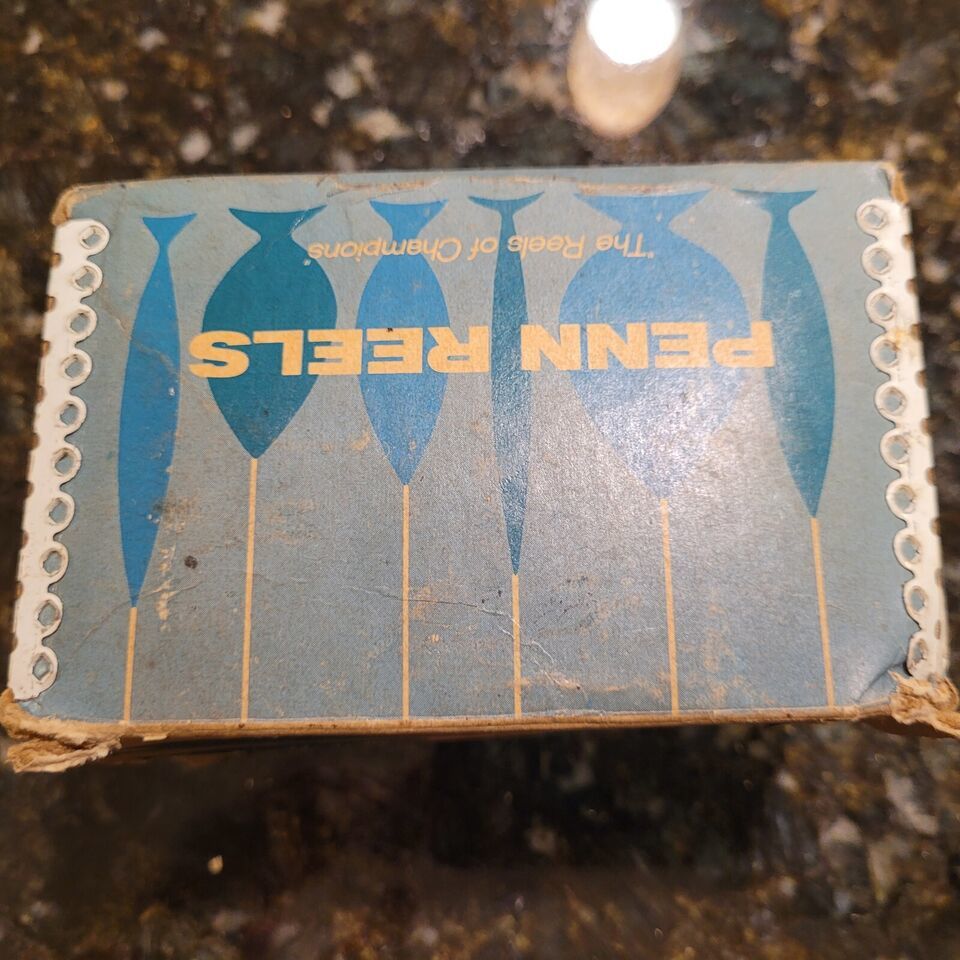 PENN REELS
"The Reels of Champions"